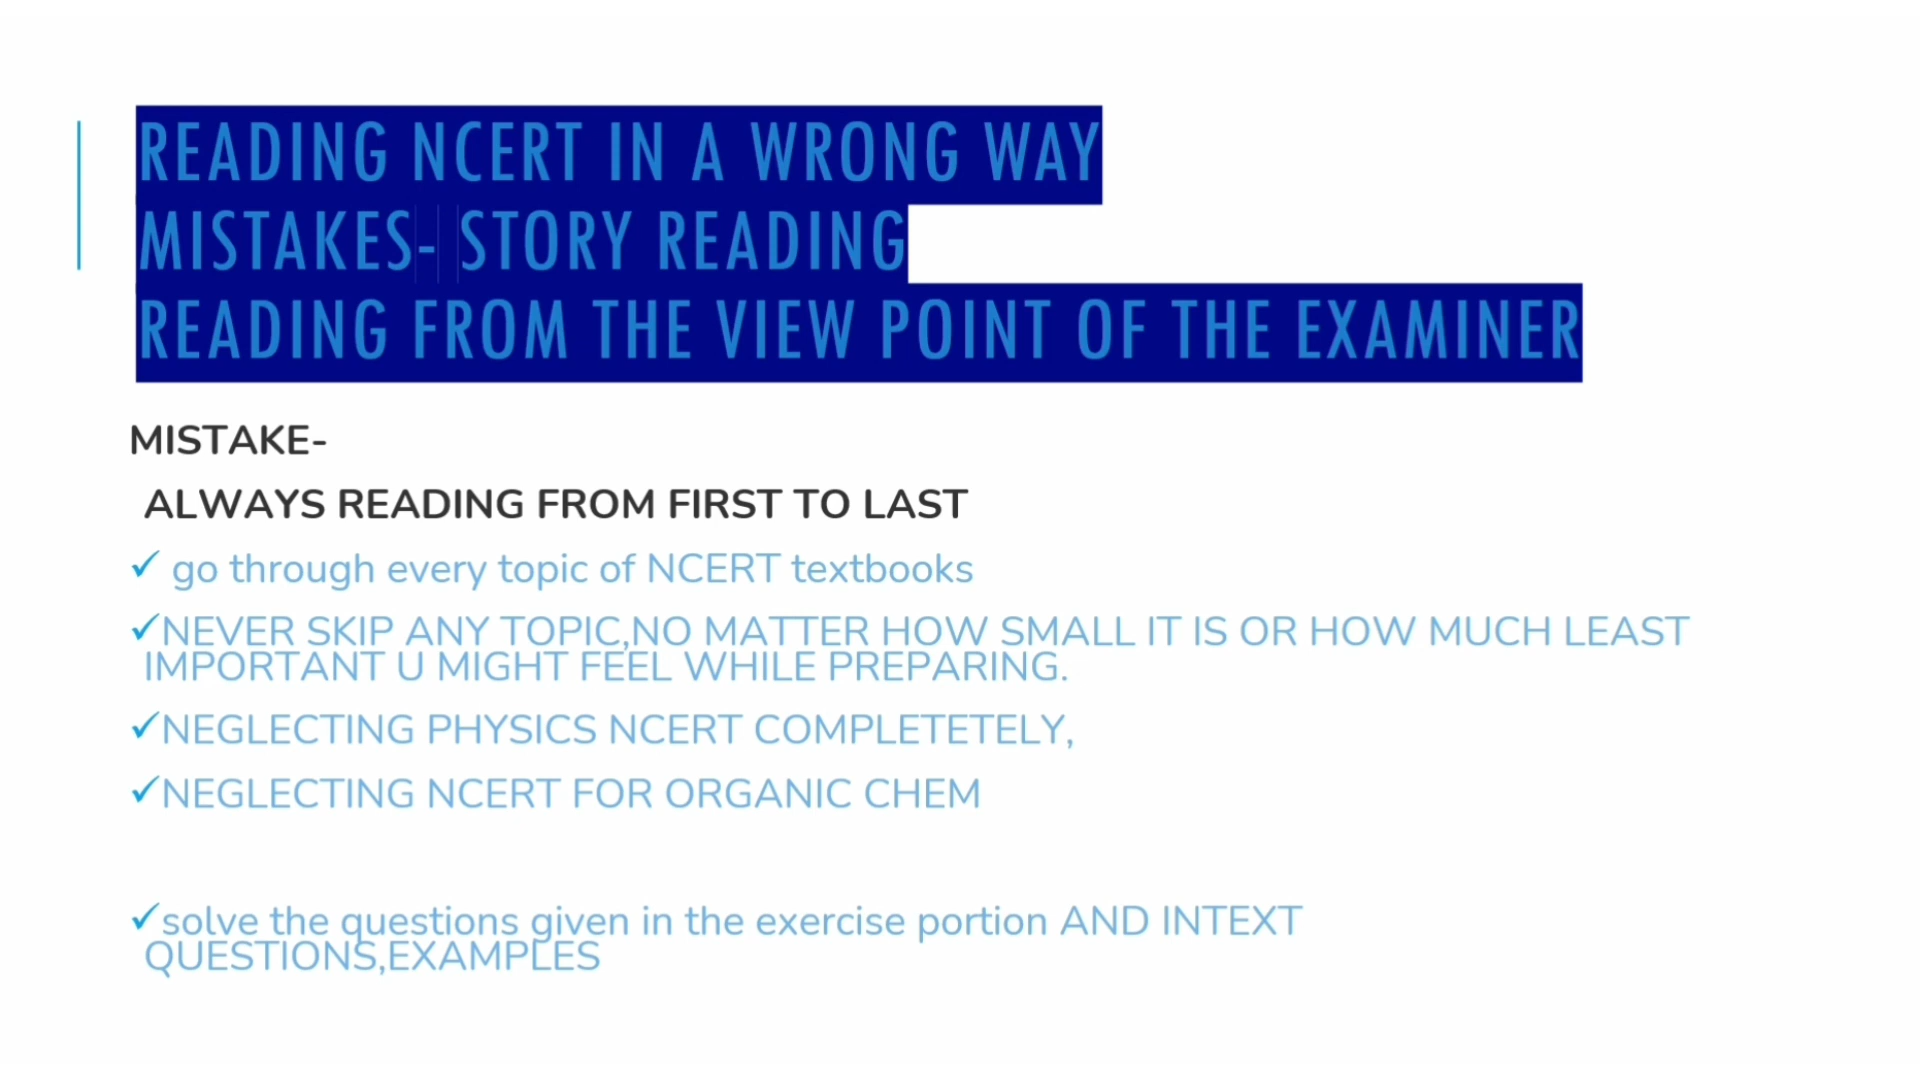 READING NCERT IN A WRONG WAY
MISTAKES- STORY READING
READING FROM THE VIEW POINT OF THE EXAMINER
MISTAKE-
ALWAYS READING FROM FIRST TO LAST
✓ go through every topic of NCERT textbooks
✓NEVER SKIP ANY TOPIC,NO MATTER HOW SMALL IT IS OR HOW MUCH LEAST
IMPORTANT U MIGHT FEEL WHILE PREPARING.
✓NEGLECTING PHYSICS NCERT COMPLETETELY,
✓NEGLECTING NCERT FOR ORGANIC CHEM
✓solve the questions given in the exercise portion AND INTEXT
QUESTIONS,EXAMPLES